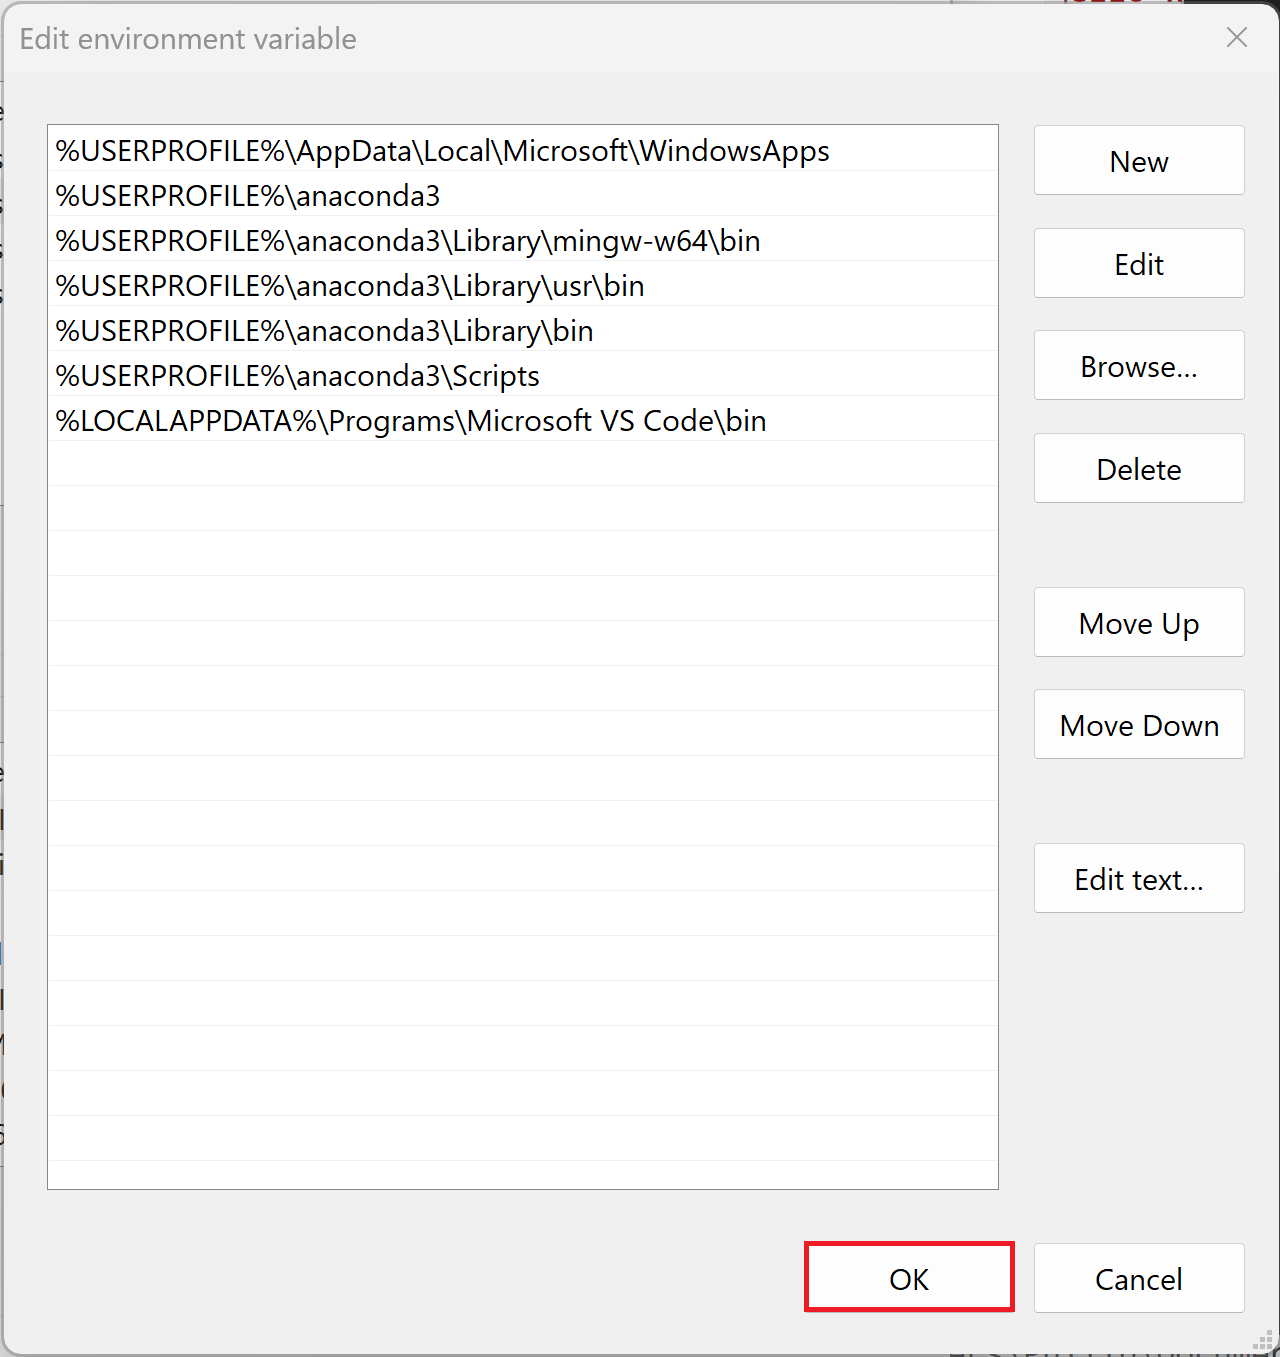 Edit environment variable
%USERPROFILE%\AppData\Local\Microsoft\WindowsApps
%USERPROFILE%\anaconda3
%USERPROFILE%\anaconda3\Library\mingw-w64\bin
%USERPROFILE%\anaconda3\Library\usr\bin
%USERPROFILE%\anaconda3\Library\bin
%USERPROFILE%\anaconda3\Scripts
%LOCALAPPDATA%\Programs\Microsoft VS Code\bin
New
Edit
Browse...
Delete
Move Up
Move Down
Edit text...
OK
Cancel